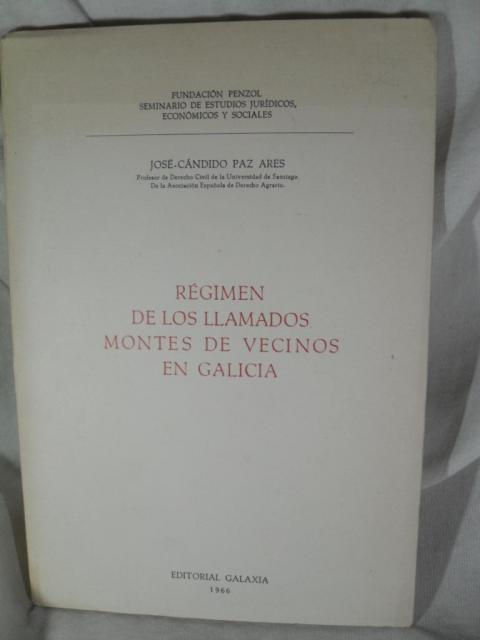 FUNDACIÓN PENZOL
SEMINARIO DE ESTUDIOS JURÍDICOS,
ECONÓMICOS Y SOCIALES
JOSÉ-CÁNDIDO PAZ ARES
Profesor de Derecho Civil de la Universidad de Santiago.
De la Asociación Española de Derecho Agrario.
RÉGIMEN
DE LOS LLAMADOS
MONTES DE VECINOS
EN GALICIA
EDITORIAL GALAXIA
1966